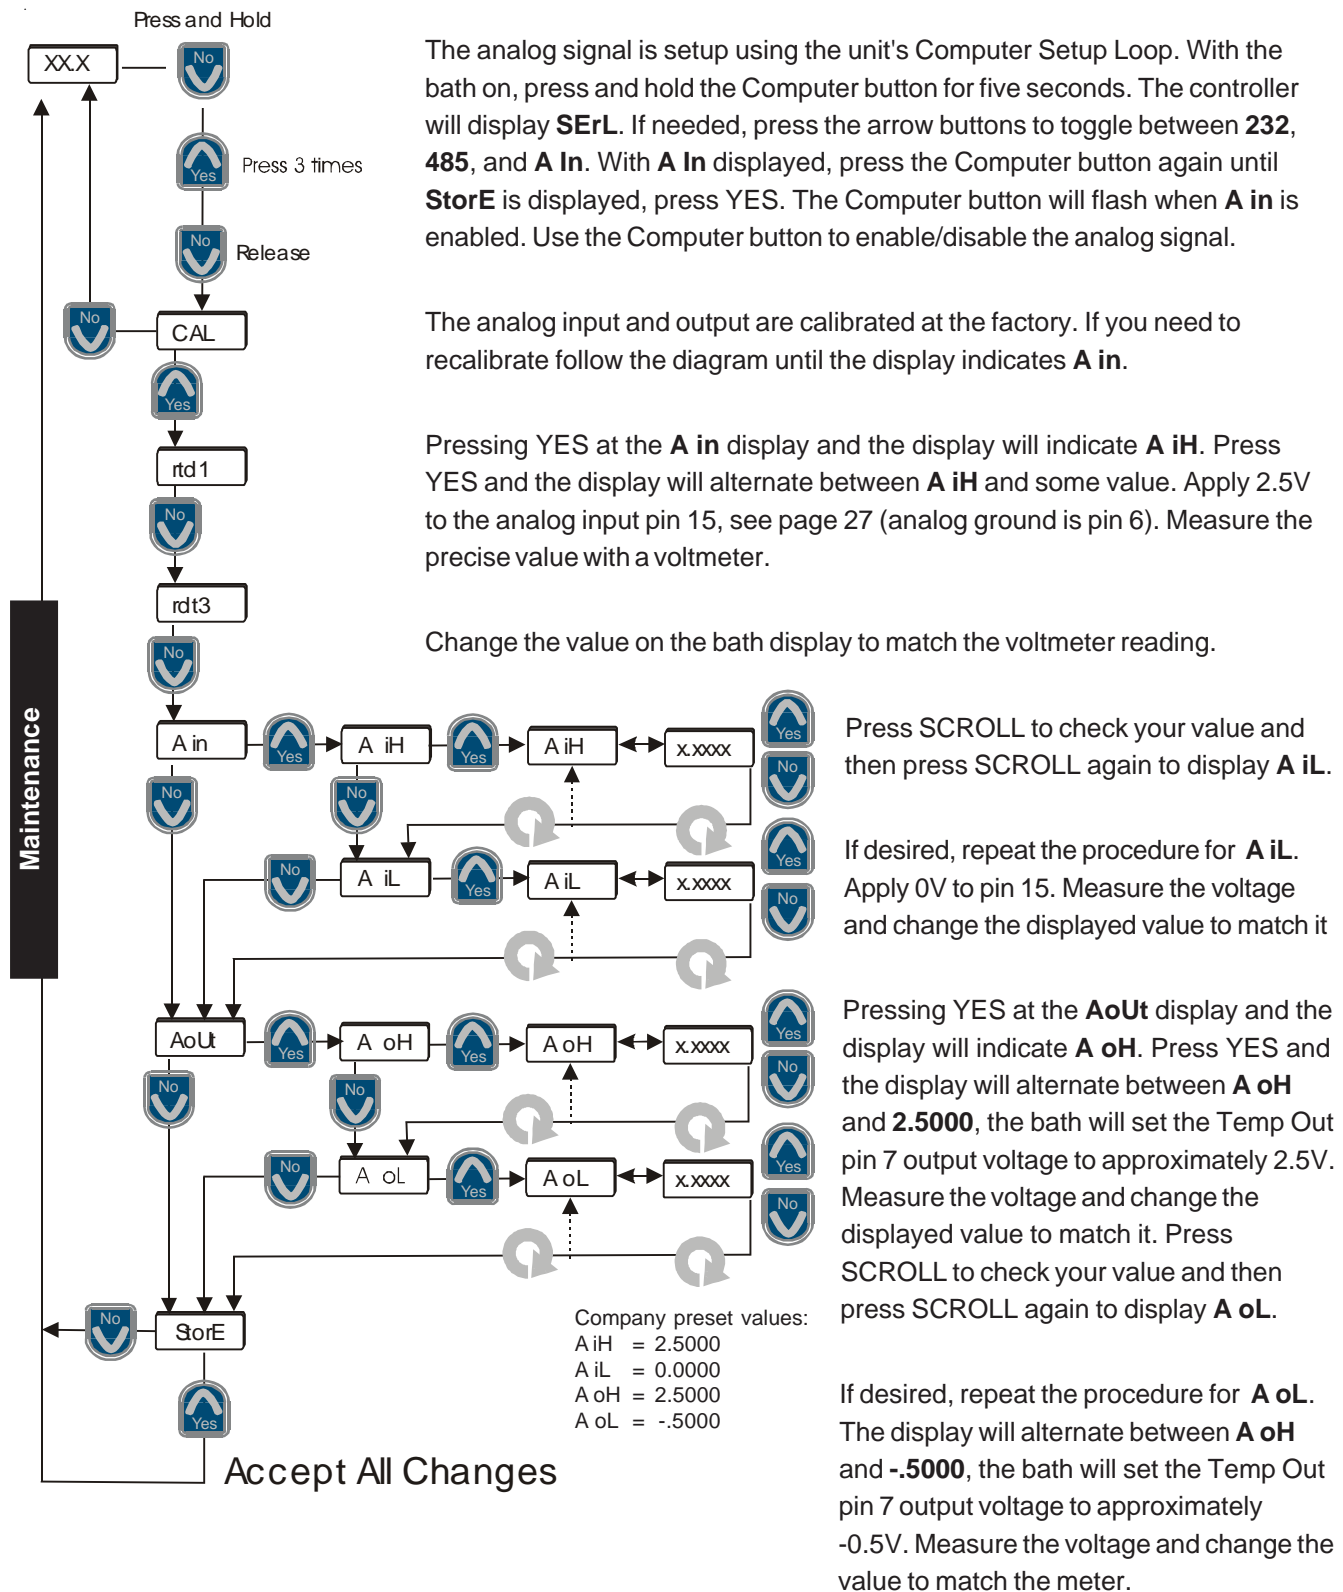 Press and Hold
XX.X
No
Yes
Press 3 times
No
Release
No
CAL
Yes
rtd1
No
rdt3
No
Maintenance
The analog signal is setup using the unit's Computer Setup Loop. With the
bath on, press and hold the Computer button for five seconds. The controller
will display SErL. If needed, press the arrow buttons to toggle between 232,
485, and A In. With A In displayed, press the Computer button again until
StorE is displayed, press YES. The Computer button will flash when A in is
enabled. Use the Computer button to enable/disable the analog signal.
The analog input and output are calibrated at the factory. If you need to
recalibrate follow the diagram until the display indicates A in.
Pressing YES at the A in display and the display will indicate A iH. Press
YES and the display will alternate between A iH and some value. Apply 2.5V
to the analog input pin 15, see page 27 (analog ground is pin 6). Measure the
precise value with a voltmeter.
Change the value on the bath display to match the voltmeter reading.
A in
Yes
A iH
Yes
A iH
x.xxxx
Yes
No
No
No
Press SCROLL to check your value and
then press SCROLL again to display A iL.
No
A iL
Yes
A iL
x.xxxx
Yes
No
If desired, repeat the procedure for A iL.
Apply 0V to pin 15. Measure the voltage
and change the displayed value to match it
AoUt
Yes
A oH
Yes
A oH
x.xxxx
Yes
No
No
No
No
A oL
Yes
A oL
x.xxxx
Yes
No
Pressing YES at the AoUt display and the
display will indicate A oH. Press YES and
the display will alternate between A oH
and 2.5000, the bath will set the Temp Out
pin 7 output voltage to approximately 2.5V.
Measure the voltage and change the
displayed value to match it. Press
SCROLL to check your value and then
press SCROLL again to display A oL.
No
StorE
Yes
Accept All Changes
Company preset values:
A iH = 2.5000
A iL = 0.0000
A oH = 2.5000
A oL = -.5000
If desired, repeat the procedure for A oL.
The display will alternate between A oH
and -.5000, the bath will set the Temp Out
pin 7 output voltage to approximately
-0.5V. Measure the voltage and change the
value to match the meter.